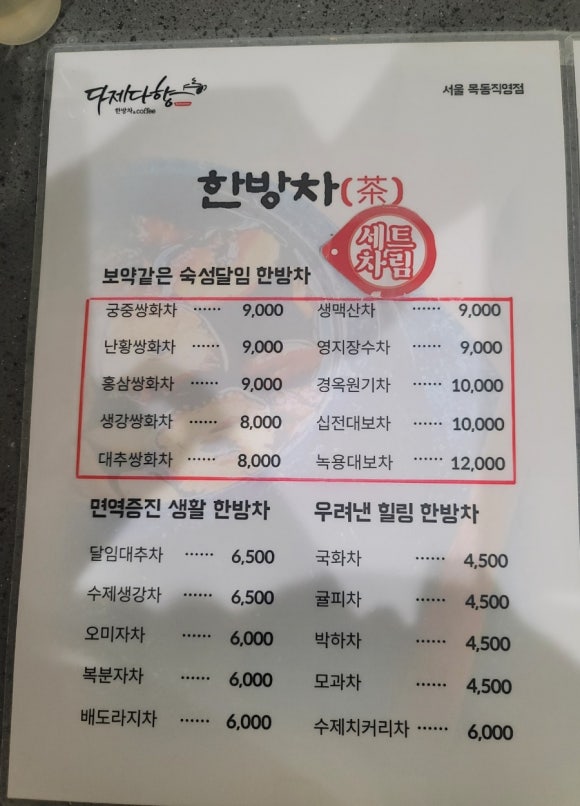 다제다향
한방차&coffee
서울 목동직영점
한방차(茶)
세트
차림
보약같은 숙성달임 한방차
궁중쌍화차 ······ 9,000
난황쌍화차 ······ 9,000
홍삼쌍화차 ······ 9,000
생강쌍화차 ······ 8,000
대추쌍화차 ······ 8,000
생맥산차 ······ 9,000
영지장수차 ······ 9,000
경옥원기차 ······ 10,000
십전대보차 ······ 10,000
녹용대보차 ······ 12,000
면역증진 생활 한방차
달임대추차 ······ 6,500
수제생강차 ······ 6,500
오미자차 ······ 6,000
복분자차 ······ 6,000
배도라지차 ······ 6,000
우려낸 힐링 한방차
국화차 ······ 4,500
귤피차 ······ 4,500
박하차 ······ 4,500
모과차 ······ 4,500
수제치커리차 ······ 6,000